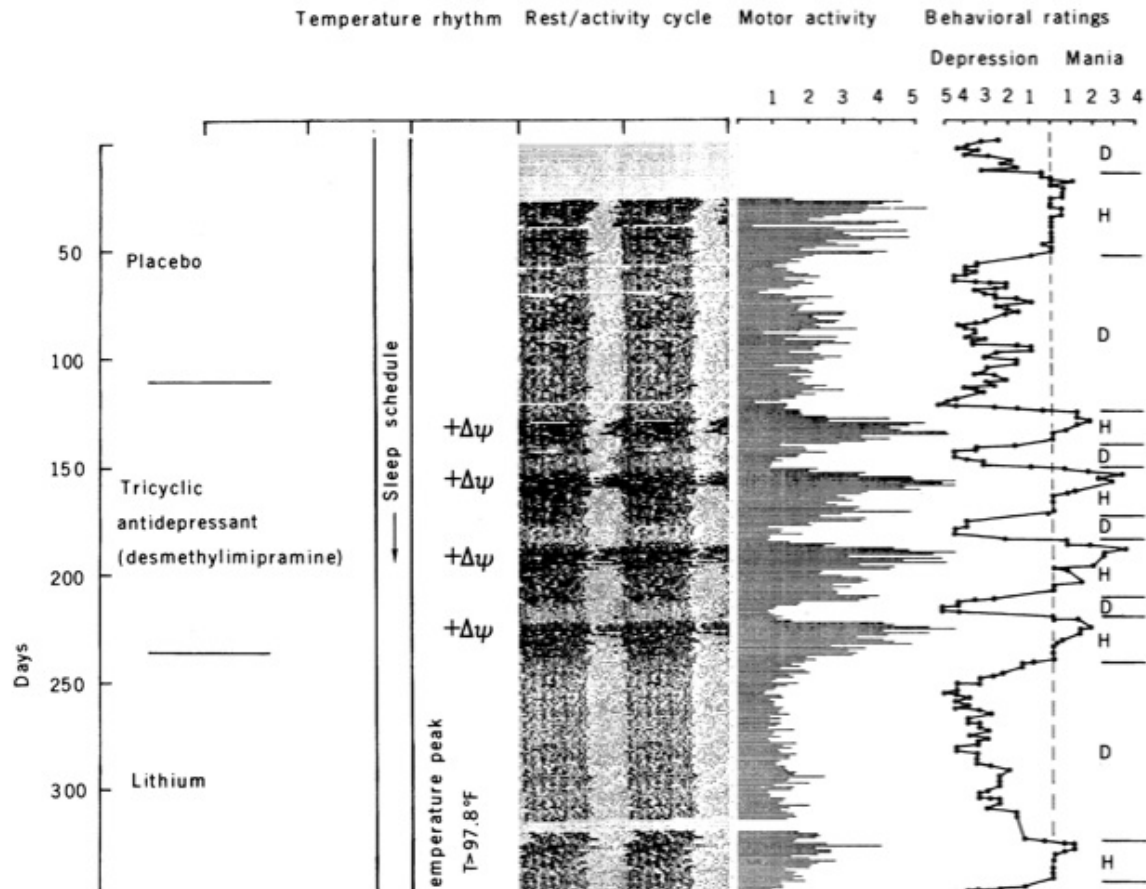 Temperature rhythm Rest/activity cycle Motor activity Behavioral ratings
Depression Mania
1 2 3 4 5 5 4 3 2 1 1 2 3 4
D
H
50 Placebo
D
100
Sleep schedule
+Δψ H
D
150
+Δψ
Tricyclic
H
antidepressant
D
(desmethylimipramine)
+Δψ
200 H
D
+Δψ H
Days
250
D
Lithium
300
emperature peak
T>97.8°F
H